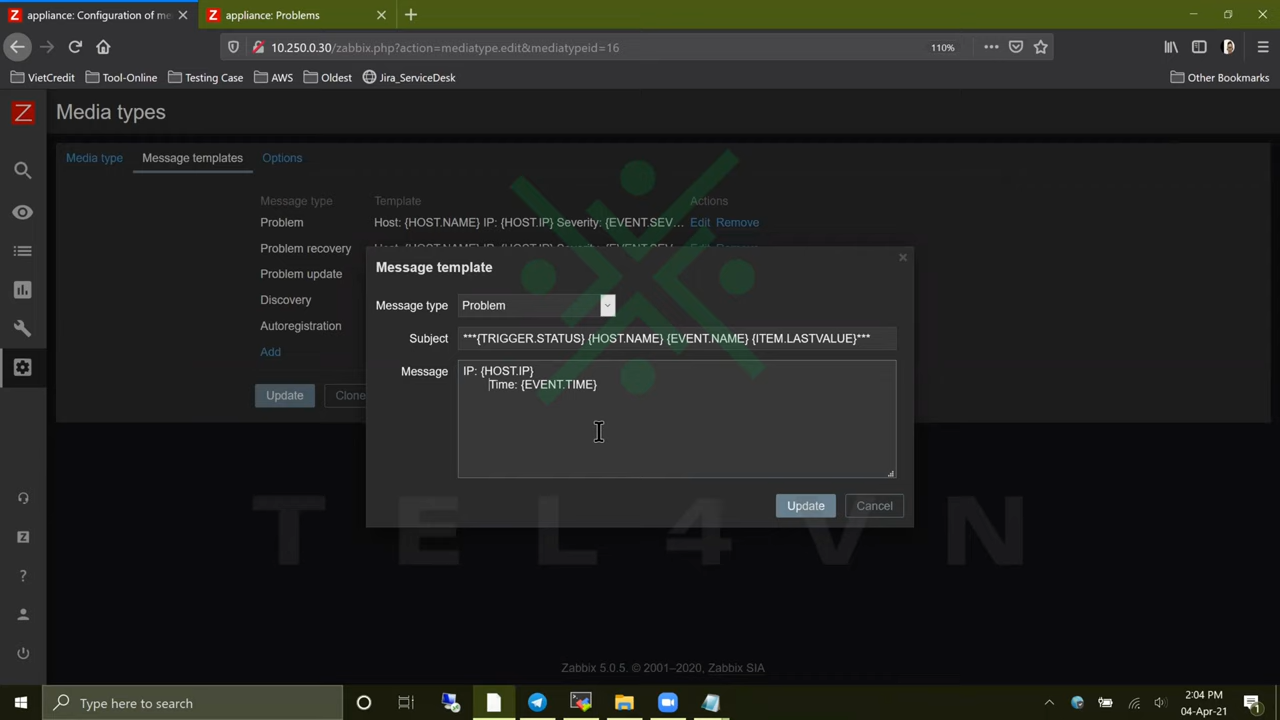 appliance: Configuration of me
appliance: Problems
10.250.0.30/zabbix.php?action=mediatype.edit&mediatypeid=16
110%
VietCredit
Tool-Online
Testing Case
AWS
Oldest
Jira_ServiceDesk
Other Bookmarks
Z
Media types
Media type
Message templates
Options
Message type
Template
Actions
Problem
Host: {HOST.NAME} IP: {HOST.IP} Severity: {EVENT.SEV...
Edit Remove
Problem recovery
Problem update
Discovery
Autoregistration
Add
Update
Clone
Message template
Message type
Problem
Subject
***{TRIGGER.STATUS} {HOST.NAME} {EVENT.NAME} {ITEM.LASTVALUE}***
Message
IP: {HOST.IP}
Time: {EVENT.TIME}
Update
Cancel
TEL4VN
Zabbix 5.0.5. © 2001–2020, Zabbix SIA
Type here to search
2:04 PM
04-Apr-21